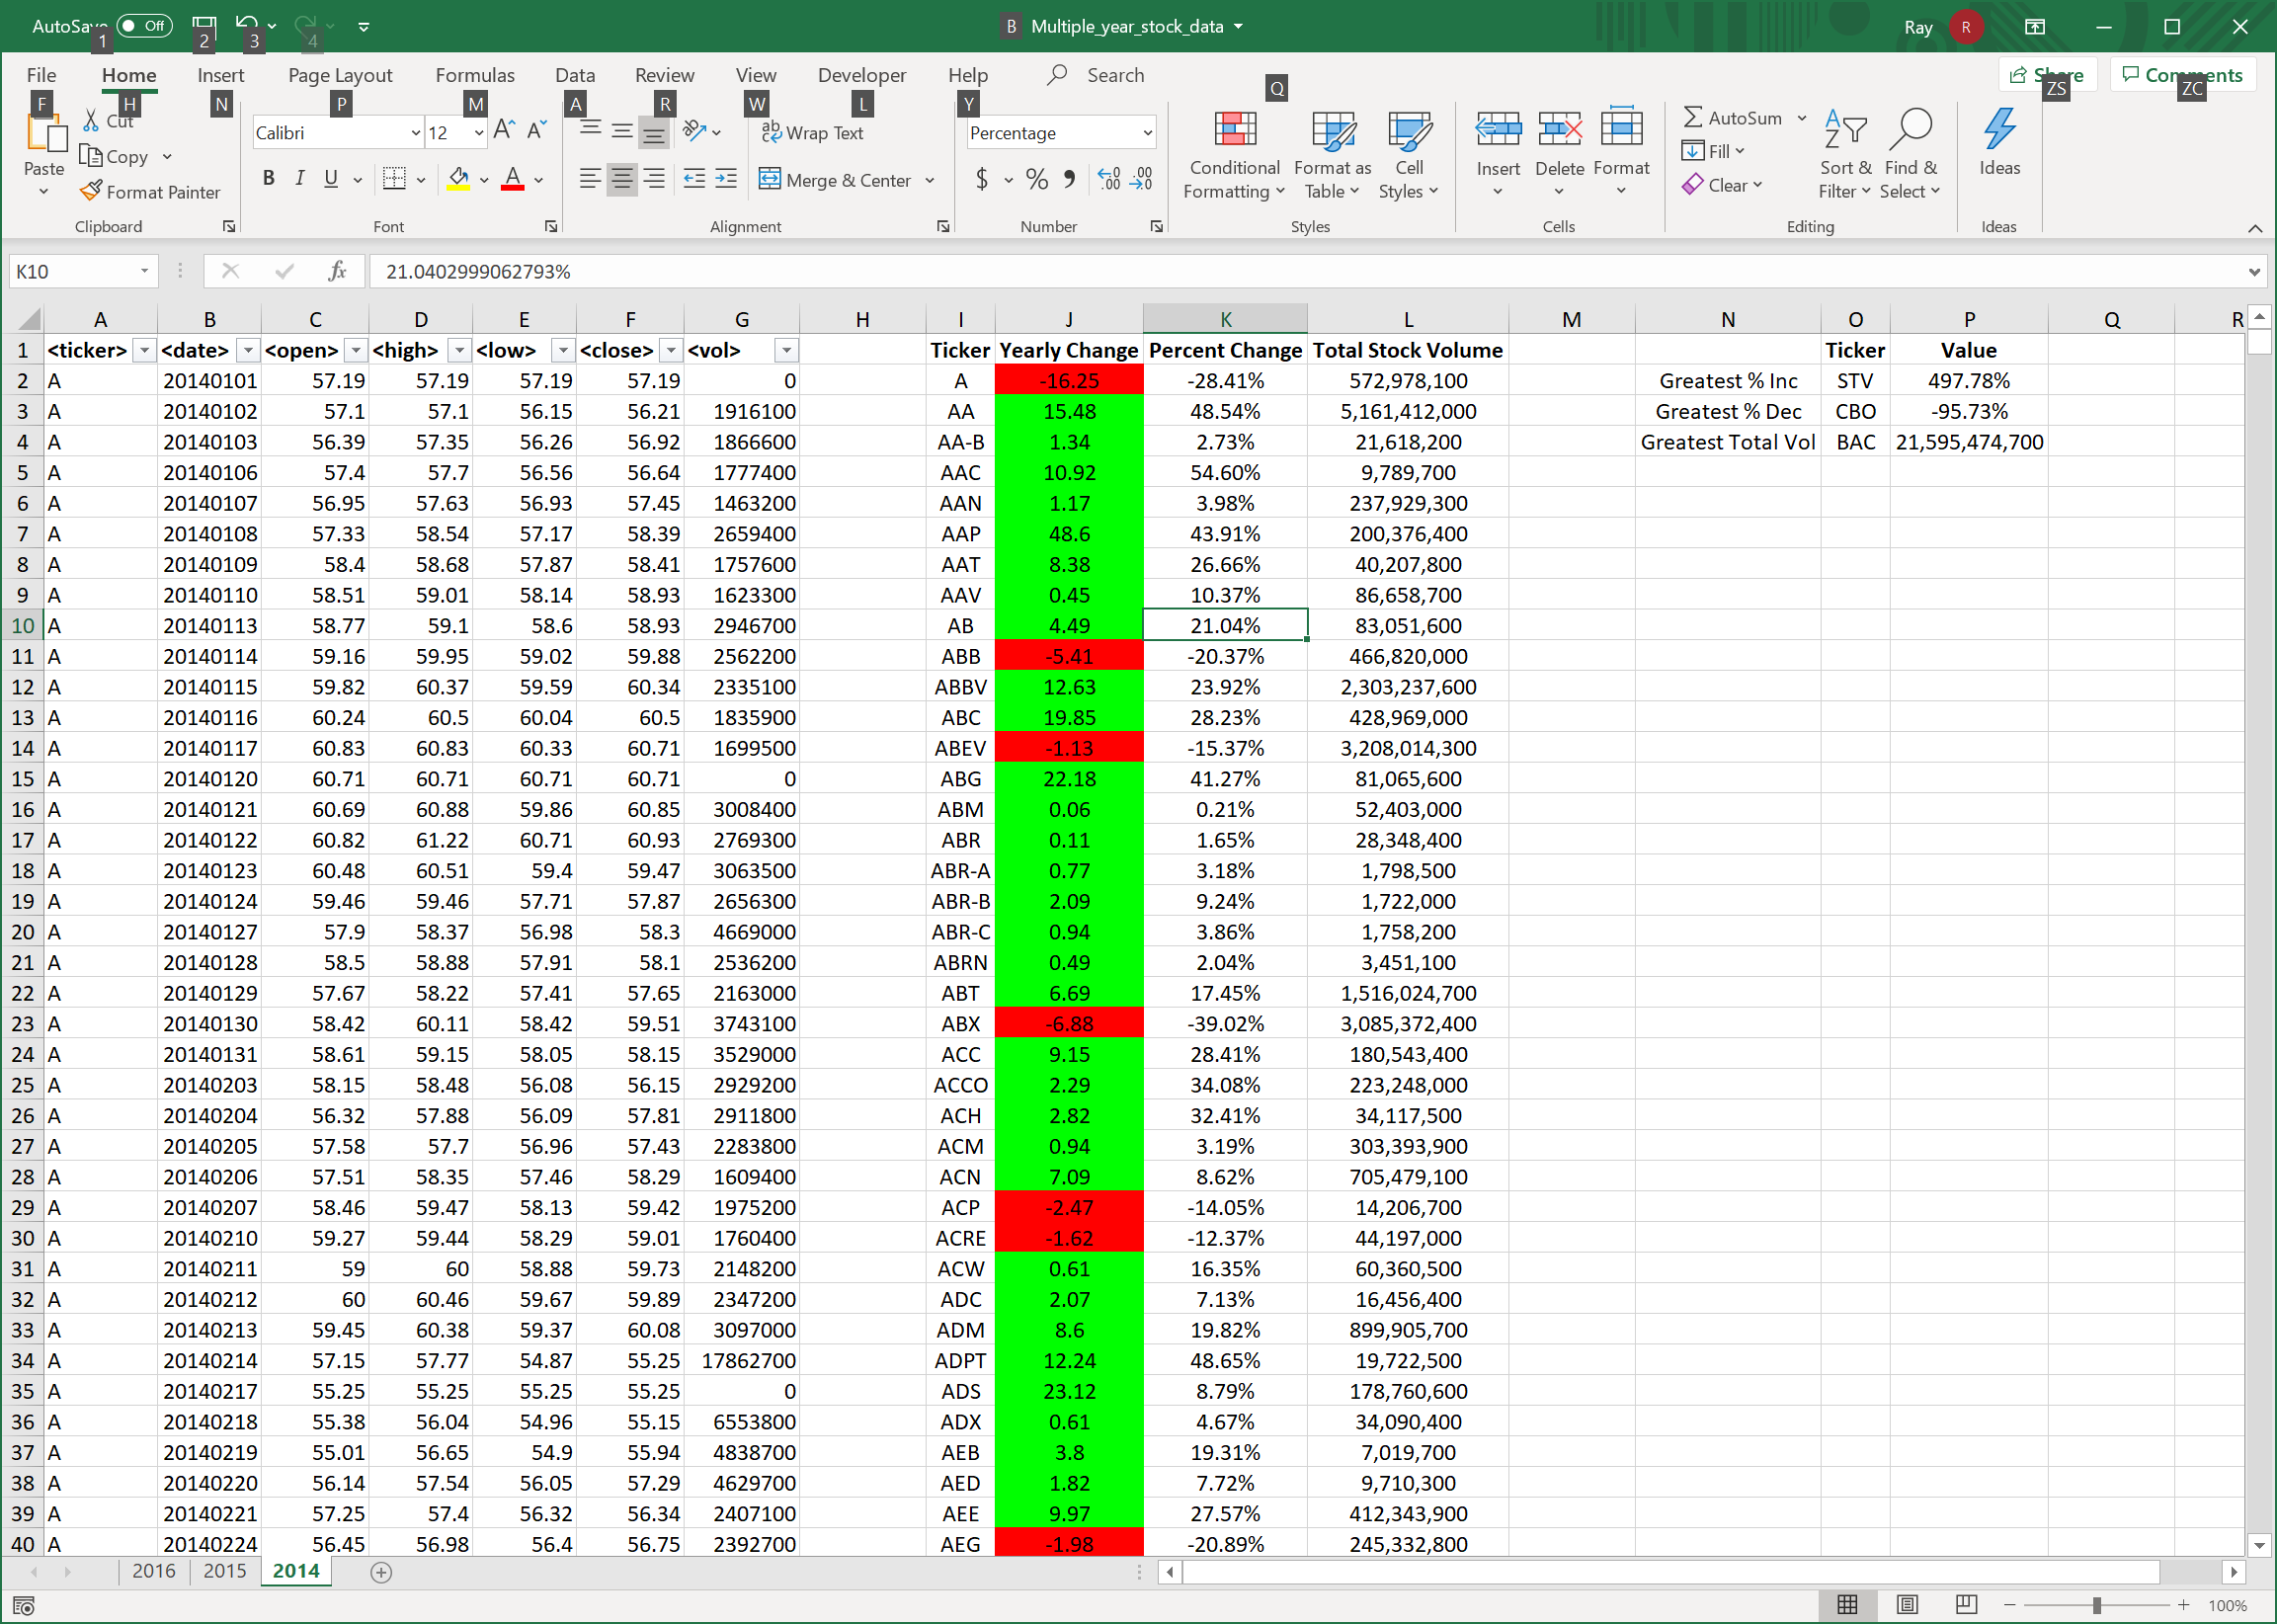 AutoSave Off Multiple_year_stock_data Ray R
1 2 3 4 B
File Home Insert Page Layout Formulas Data Review View Developer Help Search Share Comments
F H N P M A R W L Y Q ZS ZC
Paste Cut Copy Format Painter
Calibri 12 B I U
Wrap Text Merge & Center
Percentage $ %
Conditional Formatting Format as Table Cell Styles
Insert Delete Format
AutoSum Fill Clear Sort & Filter Find & Select
Ideas
Clipboard Font Alignment Number Styles Cells Editing Ideas
K10 fx 21.0402999062793%
A B C D E F G H I J K L M N O P Q R
1 <ticker> <date> <open> <high> <low> <close> <vol> Ticker Yearly Change Percent Change Total Stock Volume Ticker Value
2 A 20140101 57.19 57.19 57.19 57.19 0 A -16.25 -28.41% 572,978,100 Greatest % Inc STV 497.78%
3 A 20140102 57.1 57.1 56.15 56.21 1916100 AA 15.48 48.54% 5,161,412,000 Greatest % Dec CBO -95.73%
4 A 20140103 56.39 57.35 56.26 56.92 1866600 AA-B 1.34 2.73% 21,618,200 Greatest Total Vol BAC 21,595,474,700
5 A 20140106 57.4 57.7 56.56 56.64 1777400 AAC 10.92 54.60% 9,789,700
6 A 20140107 56.95 57.63 56.93 57.45 1463200 AAN 1.17 3.98% 237,929,300
7 A 20140108 57.33 58.54 57.17 58.39 2659400 AAP 48.6 43.91% 200,376,400
8 A 20140109 58.4 58.68 57.87 58.41 1757600 AAT 8.38 26.66% 40,207,800
9 A 20140110 58.51 59.01 58.14 58.93 1623300 AAV 0.45 10.37% 86,658,700
10 A 20140113 58.77 59.1 58.6 58.93 2946700 AB 4.49 21.04% 83,051,600
11 A 20140114 59.16 59.95 59.02 59.88 2562200 ABB -5.41 -20.37% 466,820,000
12 A 20140115 59.82 60.37 59.59 60.34 2335100 ABBV 12.63 23.92% 2,303,237,600
13 A 20140116 60.24 60.5 60.04 60.5 1835900 ABC 19.85 28.23% 428,969,000
14 A 20140117 60.83 60.83 60.33 60.71 1699500 ABEV -1.13 -15.37% 3,208,014,300
15 A 20140120 60.71 60.71 60.71 60.71 0 ABG 22.18 41.27% 81,065,600
16 A 20140121 60.69 60.88 59.86 60.85 3008400 ABM 0.06 0.21% 52,403,000
17 A 20140122 60.82 61.22 60.71 60.93 2769300 ABR 0.11 1.65% 28,348,400
18 A 20140123 60.48 60.51 59.4 59.47 3063500 ABR-A 0.77 3.18% 1,798,500
19 A 20140124 59.46 59.46 57.71 57.87 2656300 ABR-B 2.09 9.24% 1,722,000
20 A 20140127 57.9 58.37 56.98 58.3 4669000 ABR-C 0.94 3.86% 1,758,200
21 A 20140128 58.5 58.88 57.91 58.1 2536200 ABRN 0.49 2.04% 3,451,100
22 A 20140129 57.67 58.22 57.41 57.65 2163000 ABT 6.69 17.45% 1,516,024,700
23 A 20140130 58.42 60.11 58.42 59.51 3743100 ABX -6.88 -39.02% 3,085,372,400
24 A 20140131 58.61 59.15 58.05 58.15 3529000 ACC 9.15 28.41% 180,543,400
25 A 20140203 58.15 58.48 56.08 56.15 2929200 ACCO 2.29 34.08% 223,248,000
26 A 20140204 56.32 57.88 56.09 57.81 2911800 ACH 2.82 32.41% 34,117,500
27 A 20140205 57.58 57.7 56.96 57.43 2283800 ACM 0.94 3.19% 303,393,900
28 A 20140206 57.51 58.35 57.46 58.29 1609400 ACN 7.09 8.62% 705,479,100
29 A 20140207 58.46 59.47 58.13 59.42 1975200 ACP -2.47 -14.05% 14,206,700
30 A 20140210 59.27 59.44 58.29 59.01 1760400 ACRE -1.62 -12.37% 44,197,000
31 A 20140211 59 60 58.88 59.73 2148200 ACW 0.61 16.35% 60,360,500
32 A 20140212 60 60.46 59.67 59.89 2347200 ADC 2.07 7.13% 16,456,400
33 A 20140213 59.45 60.38 59.37 60.08 3097000 ADM 8.6 19.82% 899,905,700
34 A 20140214 57.15 57.77 54.87 55.25 17862700 ADPT 12.24 48.65% 19,722,500
35 A 20140217 55.25 55.25 55.25 55.25 0 ADS 23.12 8.79% 178,760,600
36 A 20140218 55.38 56.04 54.96 55.15 6553800 ADX 0.61 4.67% 34,090,400
37 A 20140219 55.01 56.65 54.9 55.94 4838700 AEB 3.8 19.31% 7,019,700
38 A 20140220 56.14 57.54 56.05 57.29 4629700 AED 1.82 7.72% 9,710,300
39 A 20140221 57.25 57.4 56.32 56.34 2407100 AEE 9.97 27.57% 412,343,900
40 A 20140224 56.45 56.98 56.4 56.75 2392700 AEG -1.98 -20.89% 245,332,800
2016 2015 2014
100%